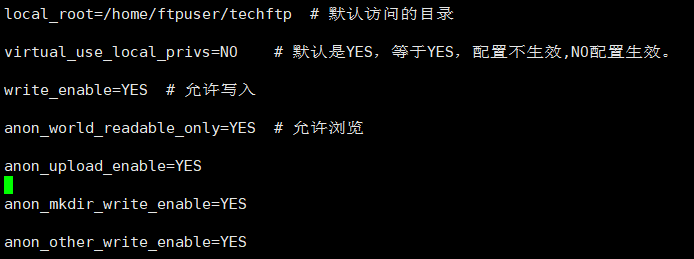 local_root=/home/ftpuser/techftp  # 默认访问的目录
virtual_use_local_privs=NO    # 默认是YES，等于YES，配置不生效,NO配置生效。
write_enable=YES  # 允许写入
anon_world_readable_only=YES  # 允许浏览
anon_upload_enable=YES
anon_mkdir_write_enable=YES
anon_other_write_enable=YES